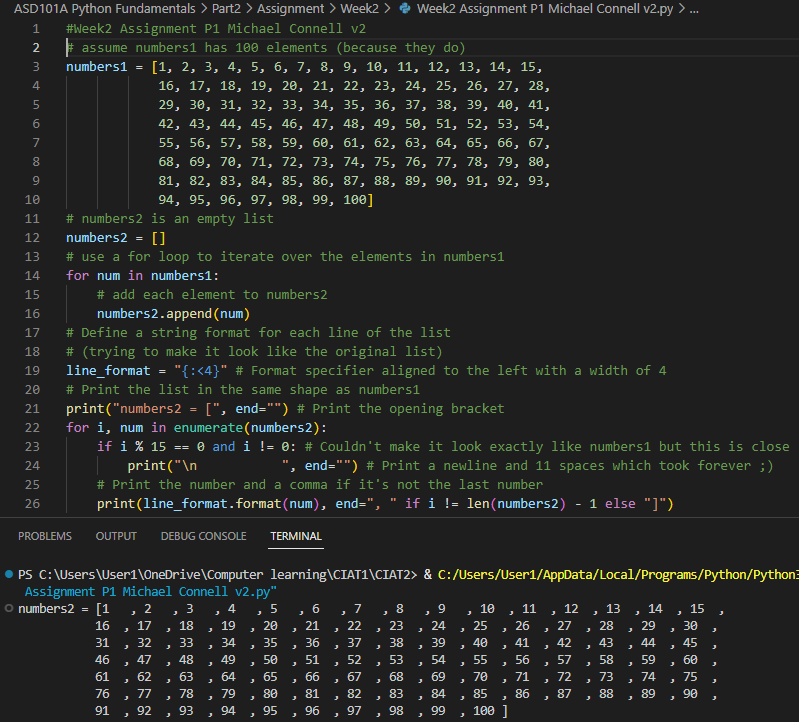 ASD101A Python Fundamentals > Part2 > Assignment > Week2 > Week2 Assignment P1 Michael Connell v2.py > ...
1 #Week2 Assignment P1 Michael Connell v2
2 # assume numbers1 has 100 elements (because they do)
3 numbers1 = [1, 2, 3, 4, 5, 6, 7, 8, 9, 10, 11, 12, 13, 14, 15,
4 16, 17, 18, 19, 20, 21, 22, 23, 24, 25, 26, 27, 28,
5 29, 30, 31, 32, 33, 34, 35, 36, 37, 38, 39, 40, 41,
6 42, 43, 44, 45, 46, 47, 48, 49, 50, 51, 52, 53, 54,
7 55, 56, 57, 58, 59, 60, 61, 62, 63, 64, 65, 66, 67,
8 68, 69, 70, 71, 72, 73, 74, 75, 76, 77, 78, 79, 80,
9 81, 82, 83, 84, 85, 86, 87, 88, 89, 90, 91, 92, 93,
10 94, 95, 96, 97, 98, 99, 100]
11 # numbers2 is an empty list
12 numbers2 = []
13 # use a for loop to iterate over the elements in numbers1
14 for num in numbers1:
15     # add each element to numbers2
16     numbers2.append(num)
17 # Define a string format for each line of the list
18 # (trying to make it look like the original list)
19 line_format = "{:<4}" # Format specifier aligned to the left with a width of 4
20 # Print the list in the same shape as numbers1
21 print("numbers2 = [", end="") # Print the opening bracket
22 for i, num in enumerate(numbers2):
23     if i % 15 == 0 and i != 0: # Couldn't make it look exactly like numbers1 but this is close
24         print("\n           ", end="") # Print a newline and 11 spaces which took forever ;)
25     # Print the number and a comma if it's not the last number
26     print(line_format.format(num), end=", " if i != len(numbers2) - 1 else "]")
PROBLEMS OUTPUT DEBUG CONSOLE TERMINAL
PS C:\Users\User1\OneDrive\Computer learning\CIAT1\CIAT2> & C:/Users/User1/AppData/Local/Programs/Python/Python3
Assignment P1 Michael Connell v2.py"
numbers2 = [1   , 2   , 3   , 4   , 5   , 6   , 7   , 8   , 9   , 10  , 11  , 12  , 13  , 14  , 15  ,
16  , 17  , 18  , 19  , 20  , 21  , 22  , 23  , 24  , 25  , 26  , 27  , 28  , 29  , 30  ,
31  , 32  , 33  , 34  , 35  , 36  , 37  , 38  , 39  , 40  , 41  , 42  , 43  , 44  , 45  ,
46  , 47  , 48  , 49  , 50  , 51  , 52  , 53  , 54  , 55  , 56  , 57  , 58  , 59  , 60  ,
61  , 62  , 63  , 64  , 65  , 66  , 67  , 68  , 69  , 70  , 71  , 72  , 73  , 74  , 75  ,
76  , 77  , 78  , 79  , 80  , 81  , 82  , 83  , 84  , 85  , 86  , 87  , 88  , 89  , 90  ,
91  , 92  , 93  , 94  , 95  , 96  , 97  , 98  , 99  , 100 ]